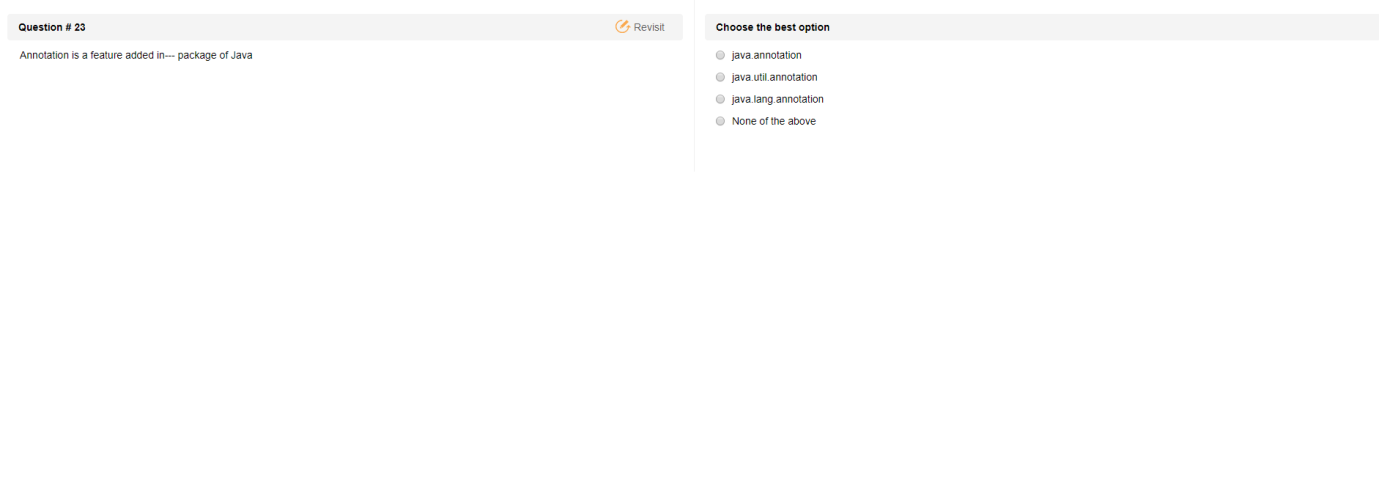 Question # 23
Revisit
Annotation is a feature added in--- package of Java
Choose the best option
java.annotation
java.util.annotation
java.lang.annotation
None of the above